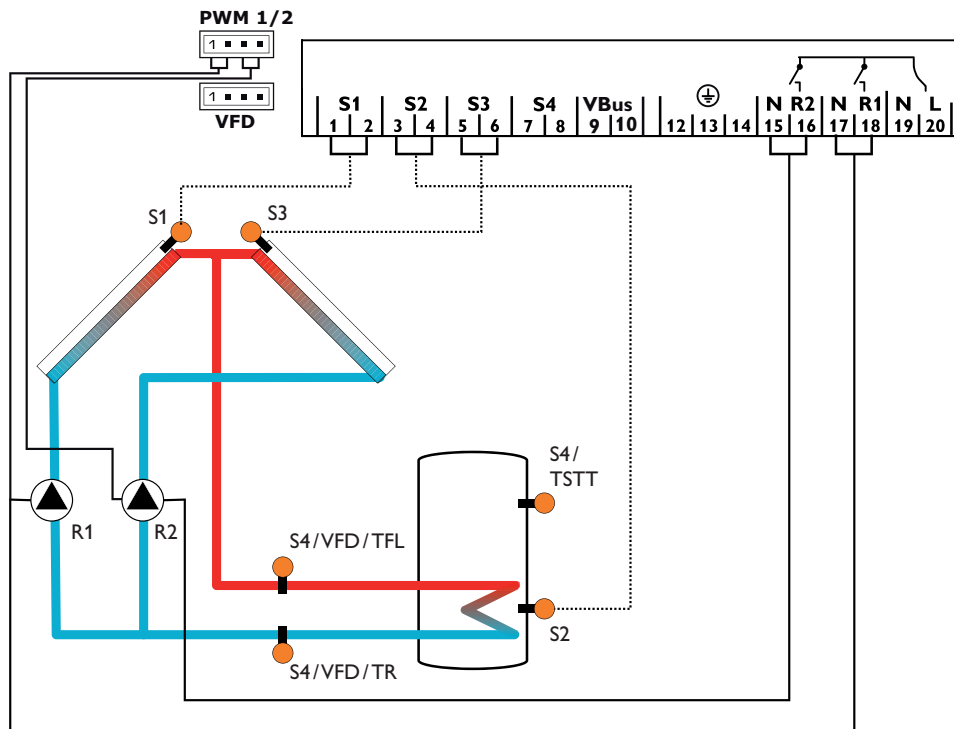 PWM 1/2
1
1
VFD
S1 S2 S3 S4 VBus N R2 N R1 N L
1 2 3 4 5 6 7 8 9 10 12 13 14 15 16 17 18 19 20
S1
S3
S4/
TSTT
R1
R2
S4/VFD/TFL
S2
S4/VFD/TR